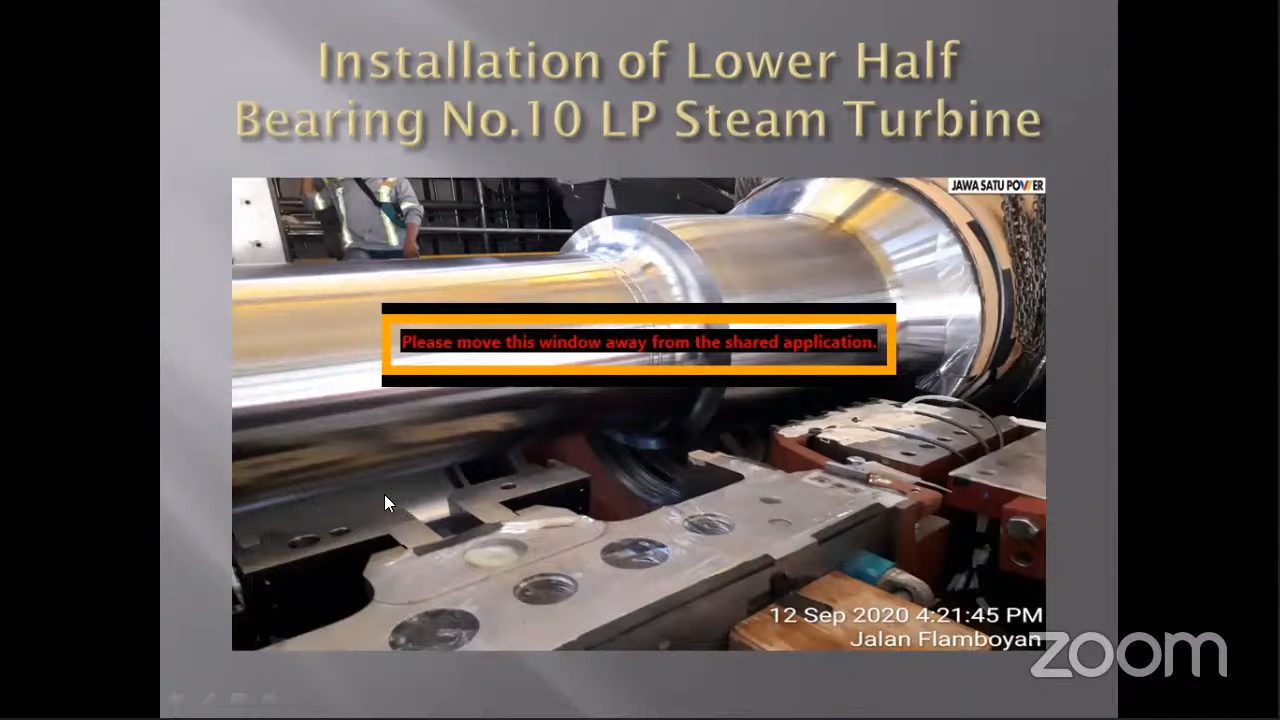 Installation of Lower Half
Bearing No.10 LP Steam Turbine
JAWA SATU POWER
Please move this window away from the shared application.
12 Sep 2020 4:21:45 PM
Jalan Flamboyan
zoom